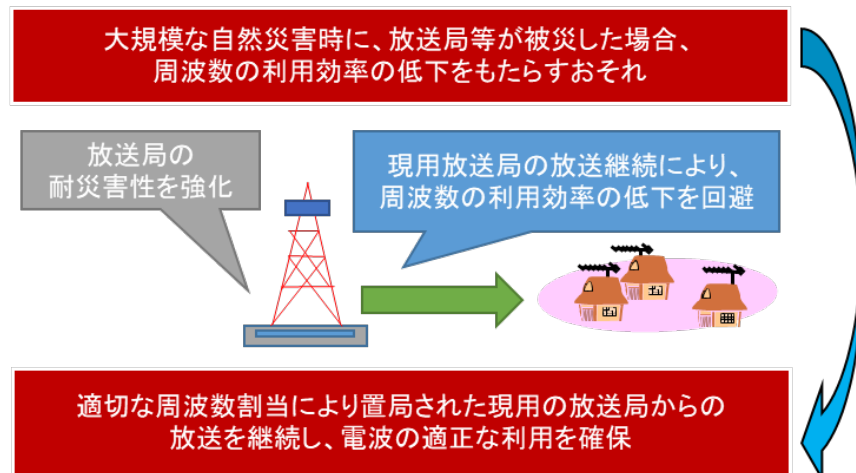 大規模な自然災害時に、放送局等が被災した場合、
周波数の利用効率の低下をもたらすおそれ
放送局の
耐災害性を強化
現用放送局の放送継続により、
周波数の利用効率の低下を回避
適切な周波数割当により置局された現用の放送局からの
放送を継続し、電波の適正な利用を確保